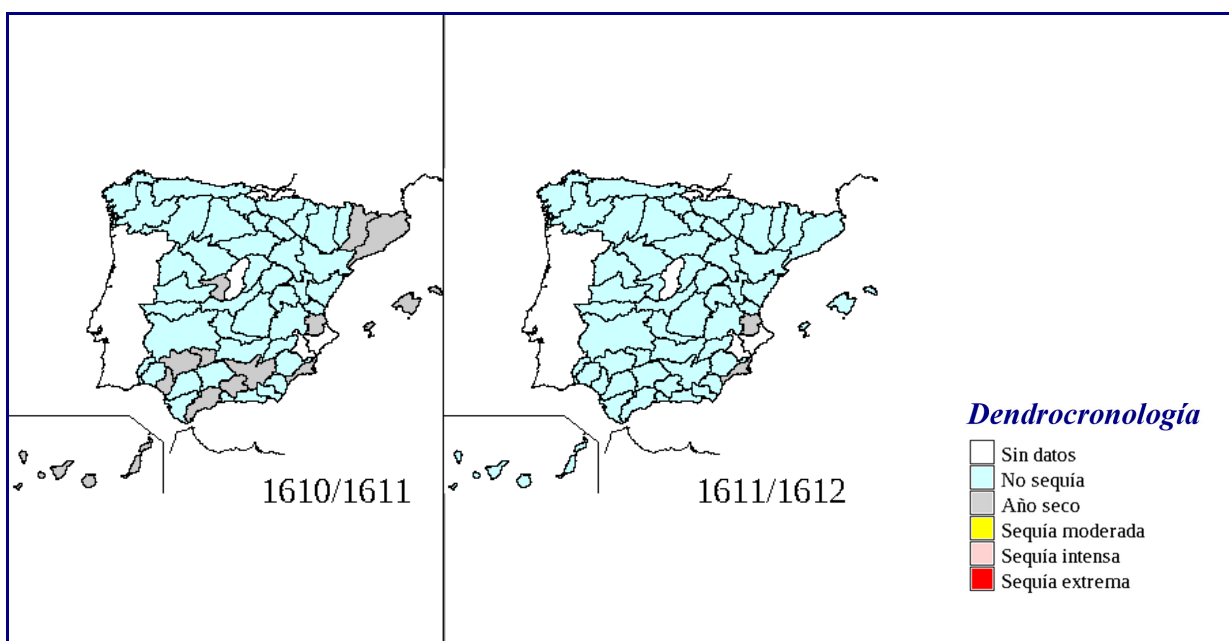 1610/1611
1611/1612
Dendrocronología
Sin datos
No sequía
Año seco
Sequía moderada
Sequía intensa
Sequía extrema